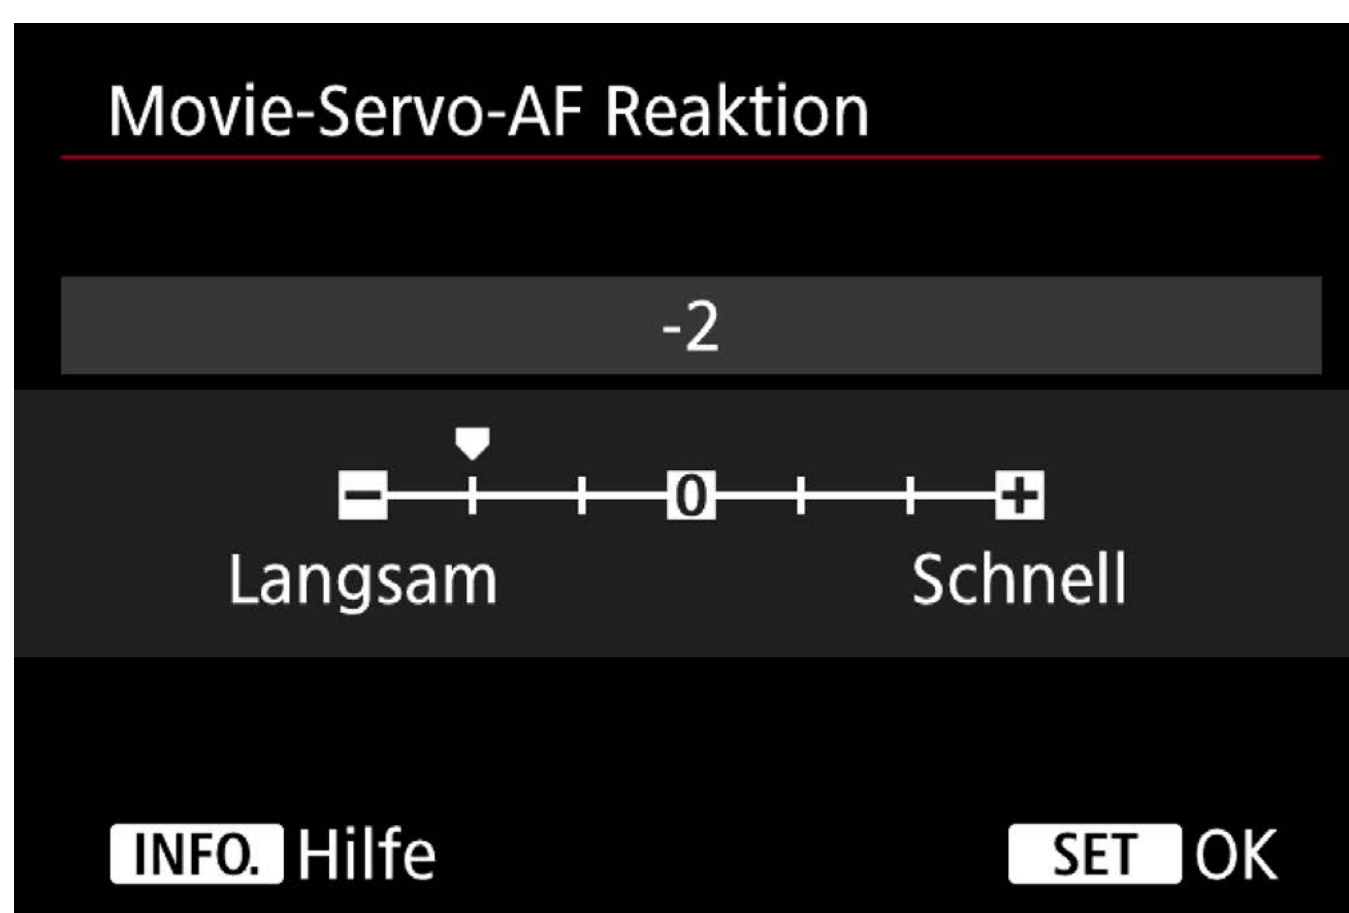 Movie-Servo-AF Reaktion
-2
− 0 +
Langsam Schnell
INFO. Hilfe SET OK